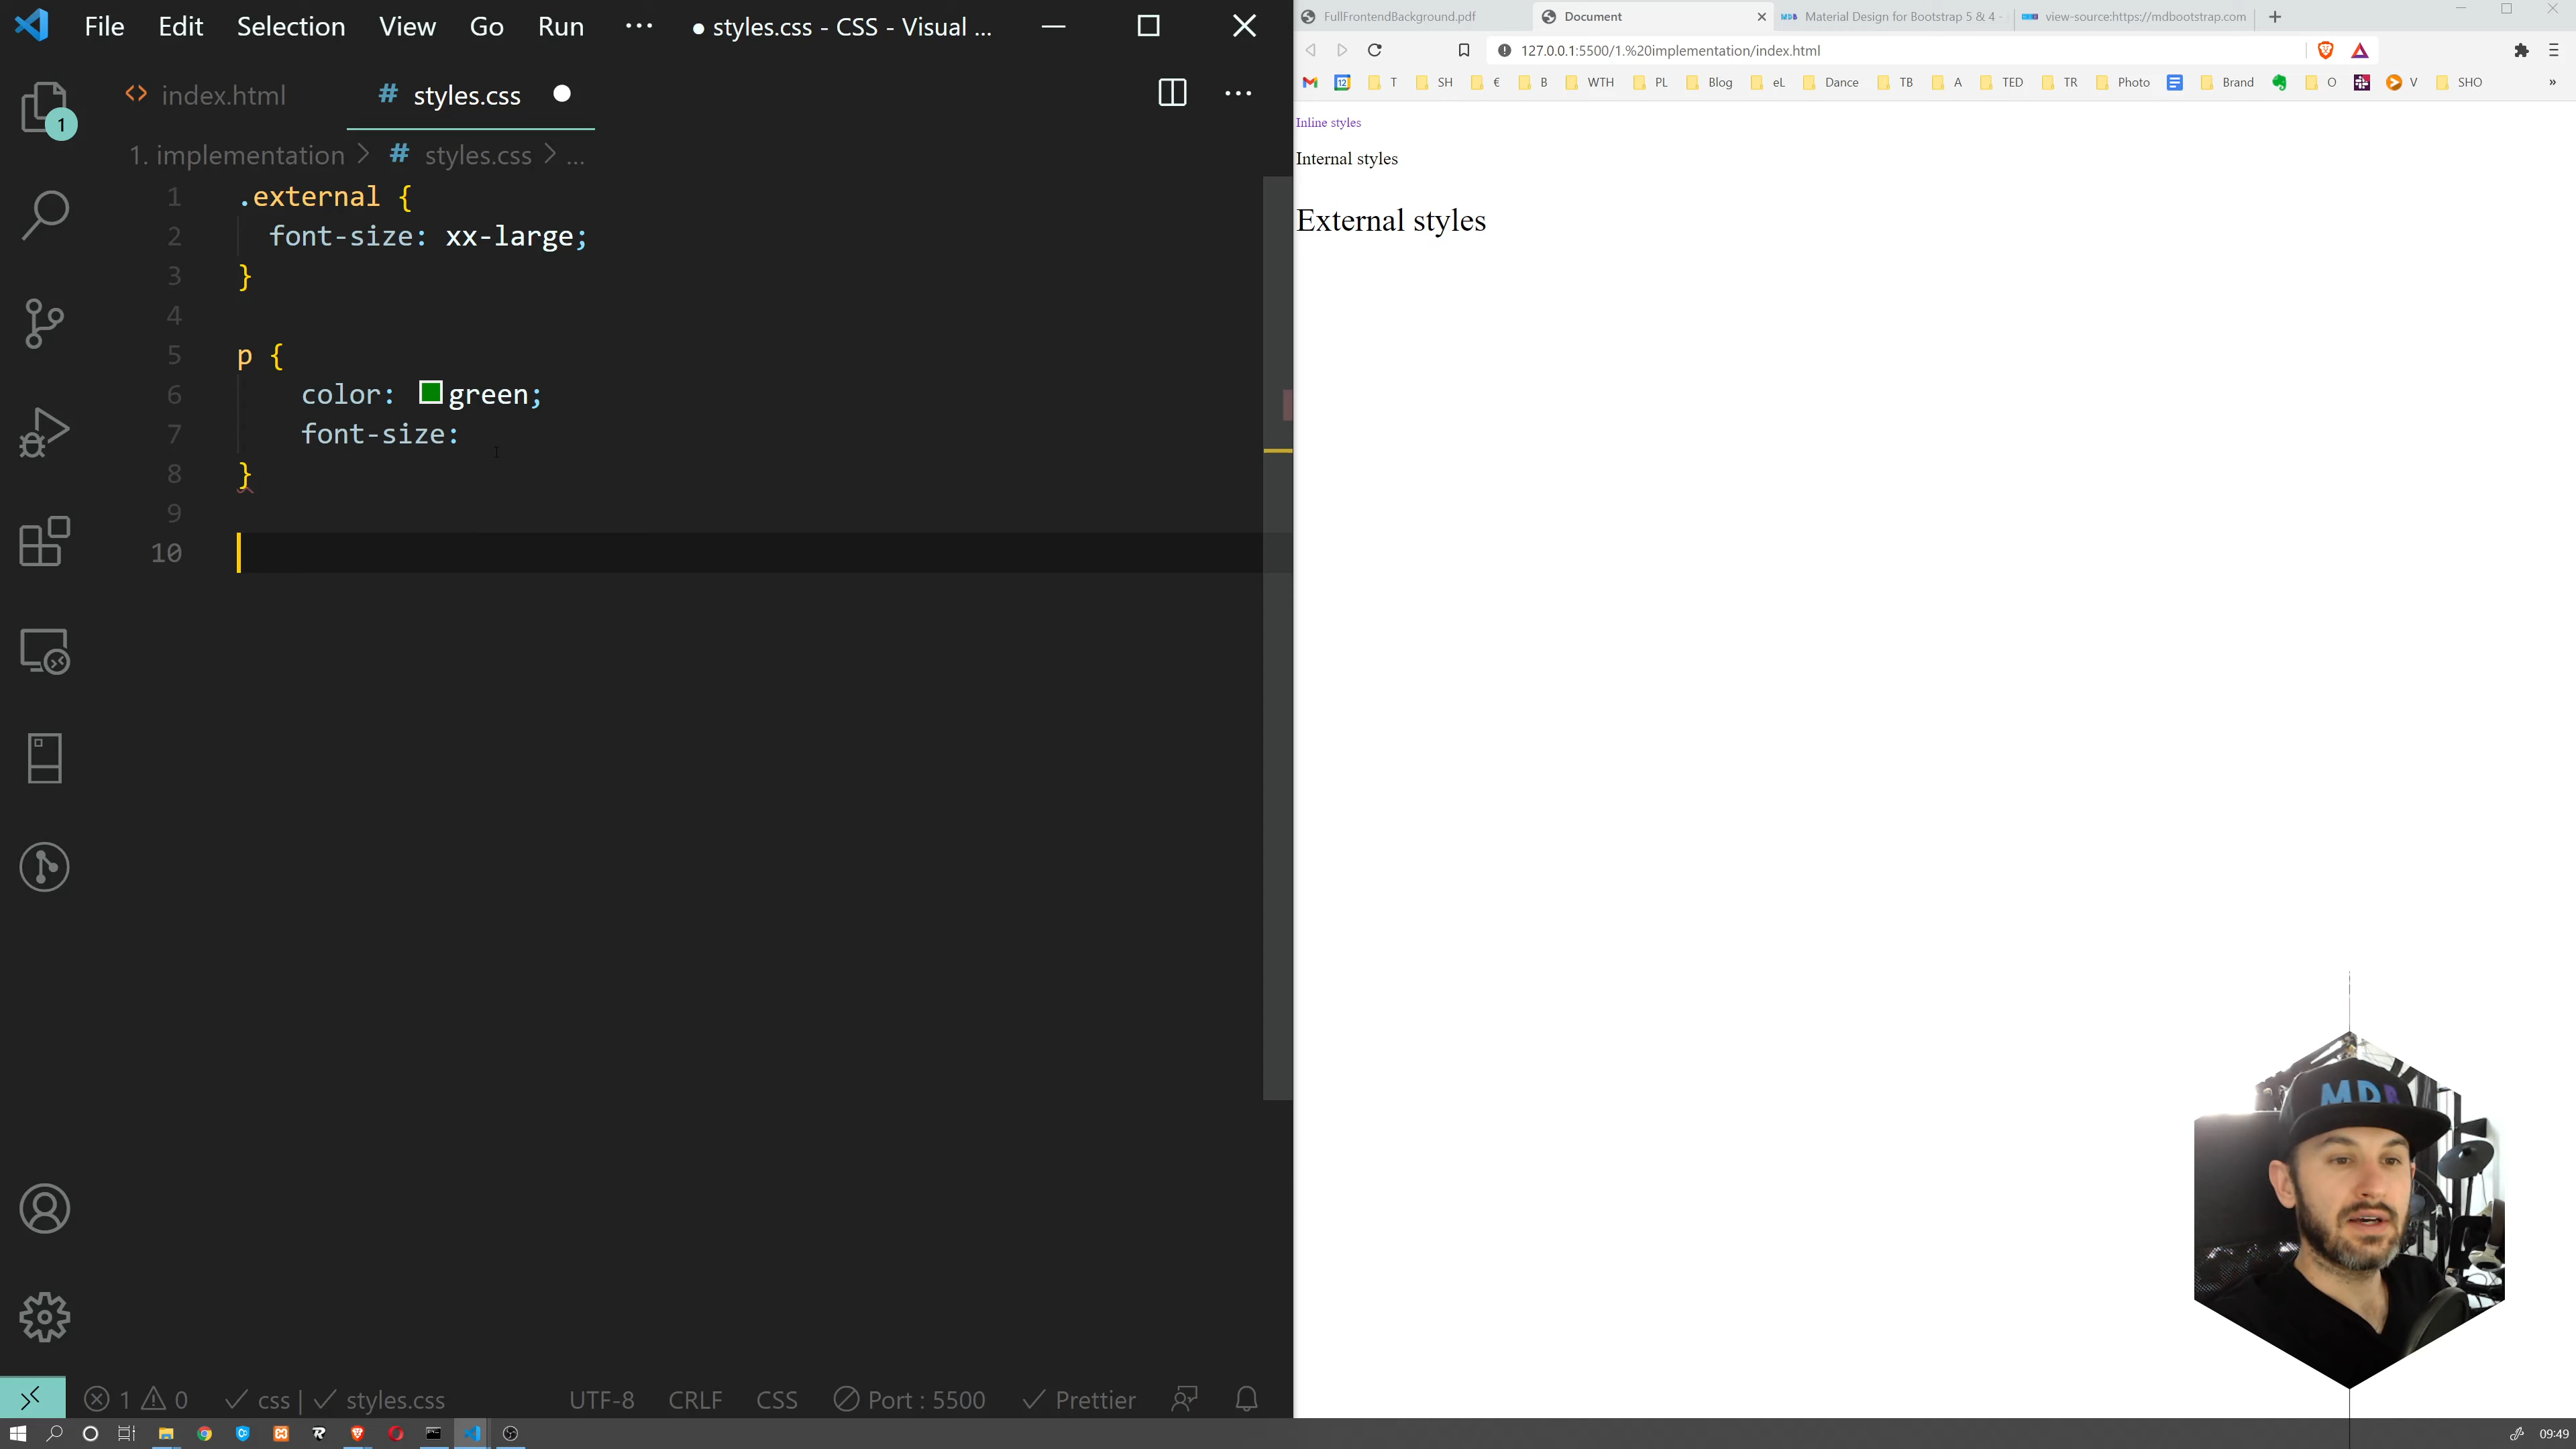 File Edit Selection View Go Run ··· ● styles.css - CSS - Visual ...
index.html # styles.css
1. implementation > # styles.css > ...
1 .external {
2 font-size: xx-large;
3 }
4
5 p {
6 color: green;
7 font-size:
8 }
9
10
1
UTF-8 CRLF CSS Port : 5500 Prettier
1 0 css | styles.css
FullFrontendBackground.pdf Document Material Design for Bootstrap 5 & 4 - view-source:https://mdbootstrap.com
127.0.0.1:5500/1.%20implementation/index.html
12 T SH € B WTH PL Blog eL Dance TB A TED TR Photo Brand O V SHO »
Inline styles
Internal styles
External styles
MDB
09:49